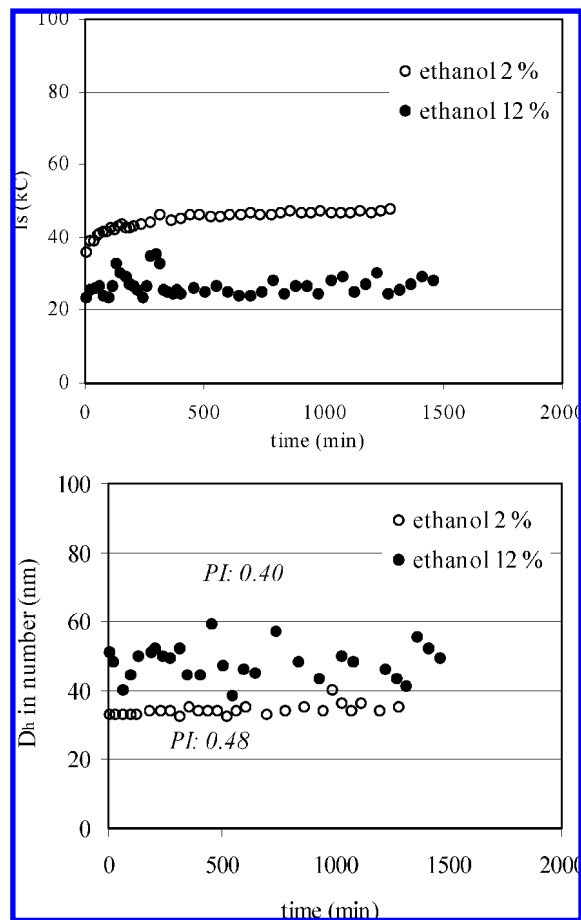 100
80
60
40
20
0
Is (kC)
ethanol 2 %
ethanol 12 %
0 500 1000 1500 2000
time (min)
100
80
60
40
20
0
Dh in number (nm)
ethanol 2 %
ethanol 12 %
PI: 0.40
PI: 0.48
0 500 1000 1500 2000
time (min)